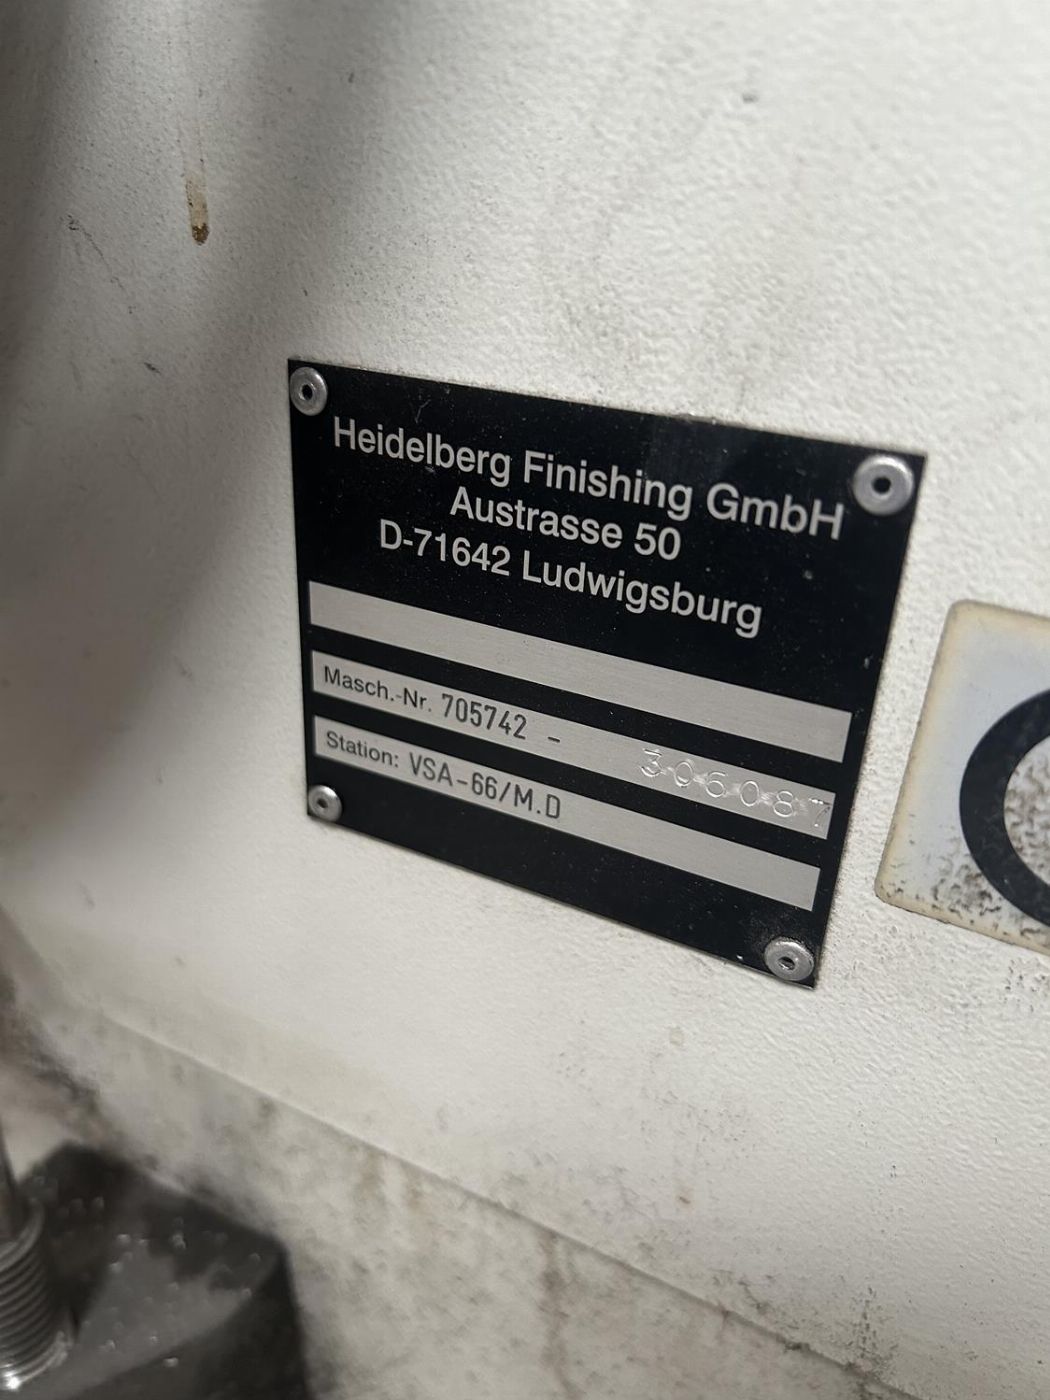 Heidelberg Finishing GmbH
Austrasse 50
D-71642 Ludwigsburg
Masch.-Nr. 705742 - 306087
Station: VSA-66/M.D